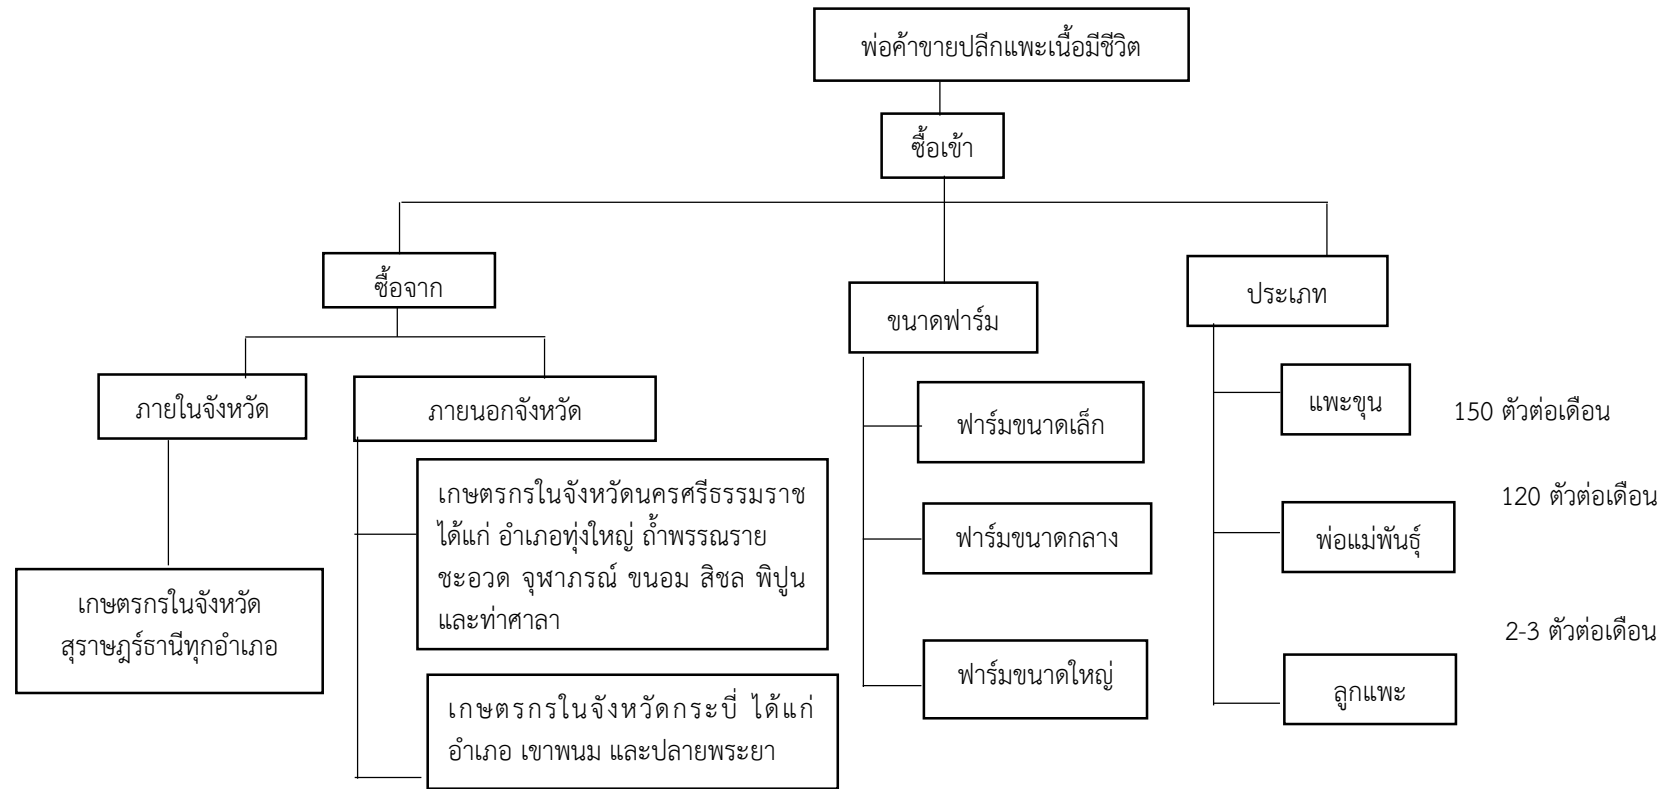 พ่อค้าขายปลีกแพะเนื้อมีชีวิต
ซื้อเข้า
ซื้อจาก
ภายในจังหวัด
เกษตรกรในจังหวัด
สุราษฎร์ธานีทุกอำเภอ
ภายนอกจังหวัด
เกษตรกรในจังหวัดนครศรีธรรมราช
ได้แก่ อำเภอทุ่งใหญ่ ถ้ำพรรณราย
ชะอวด จุฬาภรณ์ ขนอม สิชล พิปูน
และท่าศาลา
เกษตรกรในจังหวัดกระบี่ ได้แก่
อำเภอ เขาพนม และปลายพระยา
ขนาดฟาร์ม
ฟาร์มขนาดเล็ก
ฟาร์มขนาดกลาง
ฟาร์มขนาดใหญ่
ประเภท
แพะขุน
150 ตัวต่อเดือน
พ่อแม่พันธุ์
120 ตัวต่อเดือน
ลูกแพะ
2-3 ตัวต่อเดือน